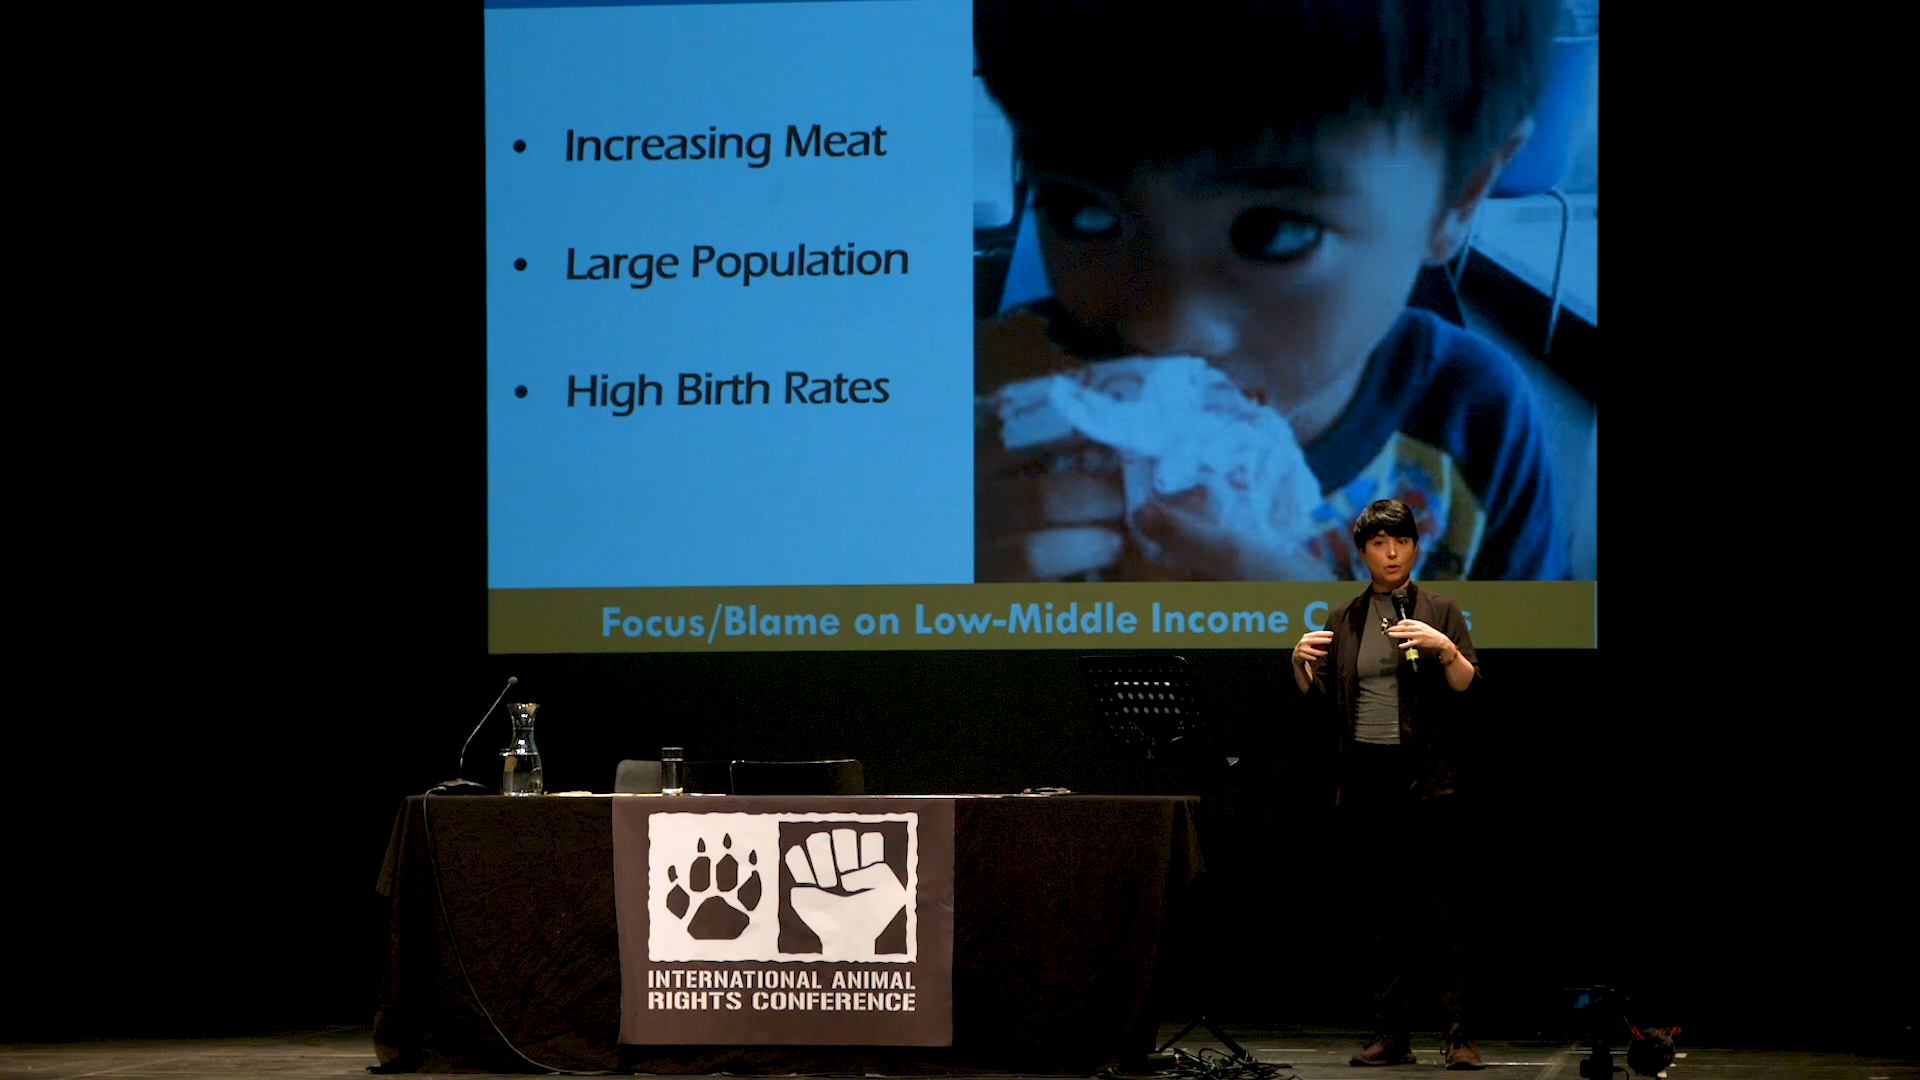 • Increasing Meat
• Large Population
• High Birth Rates
Focus/Blame on Low-Middle Income
INTERNATIONAL ANIMAL
RIGHTS CONFERENCE